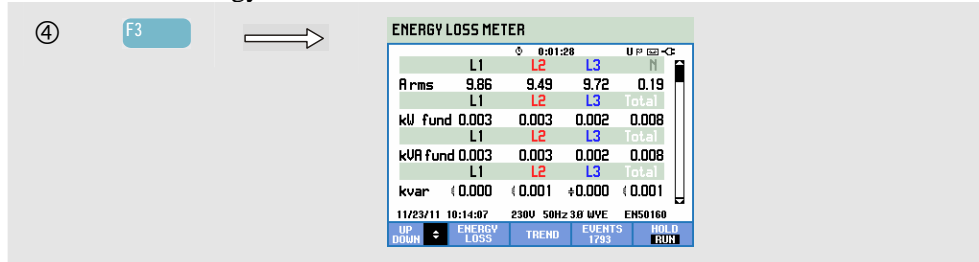 ④ F3
ENERGY LOSS METER
0:01:28 U
L1 L2 L3 N
A rms 9.86 9.49 9.72 0.19
L1 L2 L3 Total
kW fund 0.003 0.003 0.002 0.008
L1 L2 L3 Total
kVA fund 0.003 0.003 0.002 0.008
L1 L2 L3 Total
kvar 0.000 0.001 0.000 0.001
11/23/11 10:14:07 230V 50Hz 3Ø WYE EN50160
UP DOWN ENERGY LOSS TREND EVENTS 1793 HOLD RUN